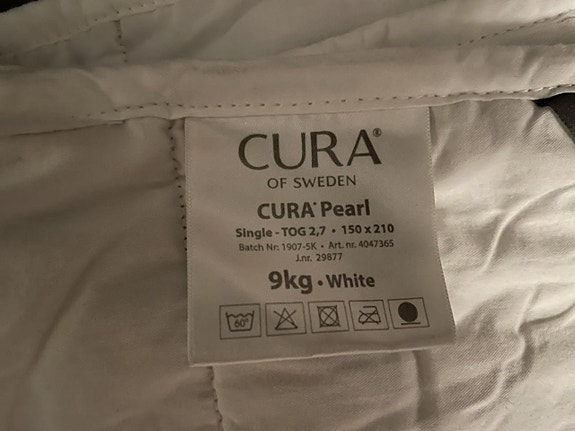 CURA®
OF SWEDEN
CURA® Pearl
Single - TOG 2,7 • 150 x 210
Batch Nr: 1907-5K • Art. nr. 4047365
J.nr. 29877
9kg • White
60°